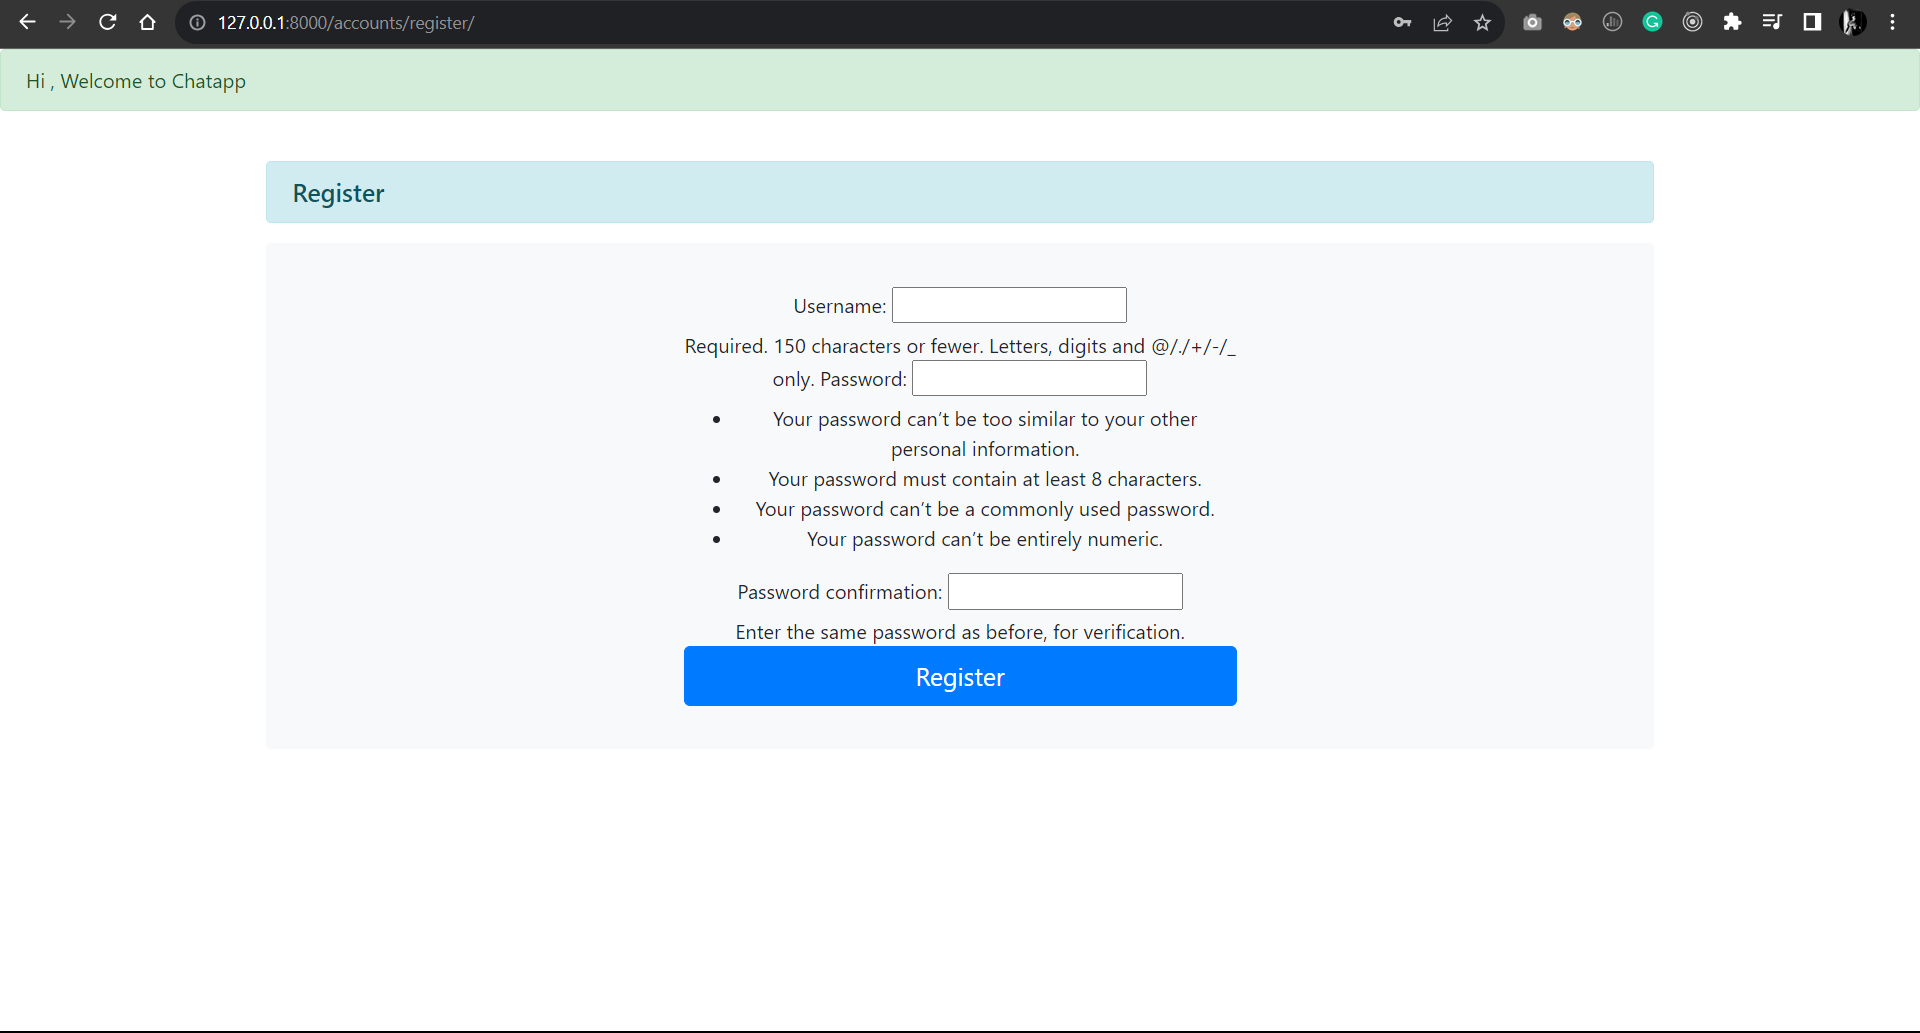 127.0.0.1:8000/accounts/register/
Hi , Welcome to Chatapp
Register
Username:
Required. 150 characters or fewer. Letters, digits and @/./+/-/_
only. Password:
Your password can’t be too similar to your other
personal information.
Your password must contain at least 8 characters.
Your password can’t be a commonly used password.
Your password can’t be entirely numeric.
Password confirmation:
Enter the same password as before, for verification.
Register